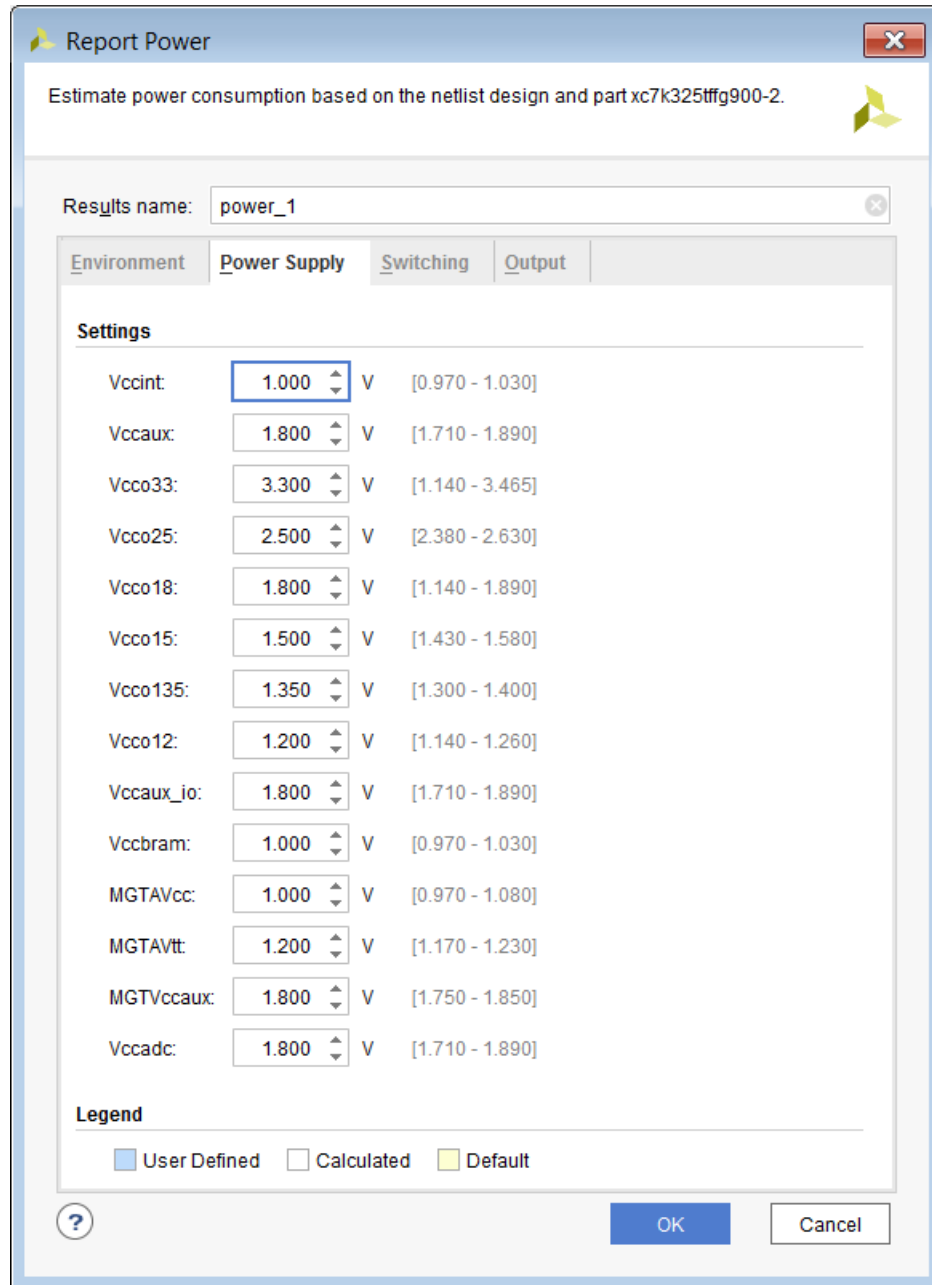 Report Power
Estimate power consumption based on the netlist design and part xc7k325tffg900-2.
Results name: power_1
Environment Power Supply Switching Output
Settings
Vccint: 1.000 V [0.970 - 1.030]
Vccaux: 1.800 V [1.710 - 1.890]
Vcco33: 3.300 V [1.140 - 3.465]
Vcco25: 2.500 V [2.380 - 2.630]
Vcco18: 1.800 V [1.140 - 1.890]
Vcco15: 1.500 V [1.430 - 1.580]
Vcco135: 1.350 V [1.300 - 1.400]
Vcco12: 1.200 V [1.140 - 1.260]
Vccaux_io: 1.800 V [1.710 - 1.890]
Vccbram: 1.000 V [0.970 - 1.030]
MGTAVcc: 1.000 V [0.970 - 1.080]
MGTAVtt: 1.200 V [1.170 - 1.230]
MGTVccaux: 1.800 V [1.750 - 1.850]
Vccadc: 1.800 V [1.710 - 1.890]
Legend
User Defined Calculated Default
? OK Cancel